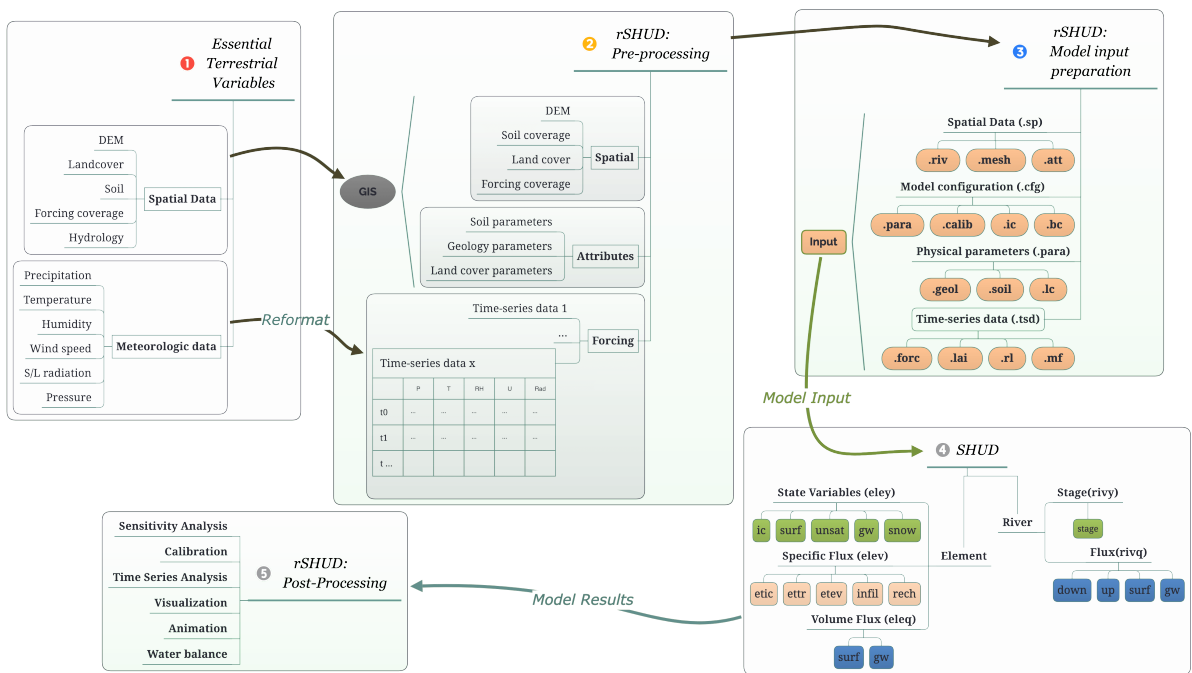 1
Essential
Terrestrial
Variables
DEM
Landcover
Soil
Forcing coverage
Hydrology
Spatial Data
Precipitation
Temperature
Humidity
Wind speed
S/L radiation
Pressure
Meteorologic data
Reformat
2
rSHUD:
Pre-processing
GIS
DEM
Soil coverage
Land cover
Forcing coverage
Spatial
Soil parameters
Geology parameters
Land cover parameters
Attributes
Time-series data 1
...
Forcing
Time-series data x
P T RH U Rad
t0 ... ... ... ... ...
t1 ... ... ... ... ...
t ...
3
rSHUD:
Model input
preparation
Input
Spatial Data (.sp)
.riv .mesh .att
Model configuration (.cfg)
.para .calib .ic .bc
Physical parameters (.para)
.geol .soil .lc
Time-series data (.tsd)
.forc .lai .rl .mf
Model Input
4 SHUD
State Variables (eley)
ic surf unsat gw snow
Specific Flux (elev)
etic ettr etev infil rech
Volume Flux (eleq)
surf gw
Element
River
Stage(rivy)
stage
Flux(rivq)
down up surf gw
Model Results
5
rSHUD:
Post-Processing
Sensitivity Analysis
Calibration
Time Series Analysis
Visualization
Animation
Water balance